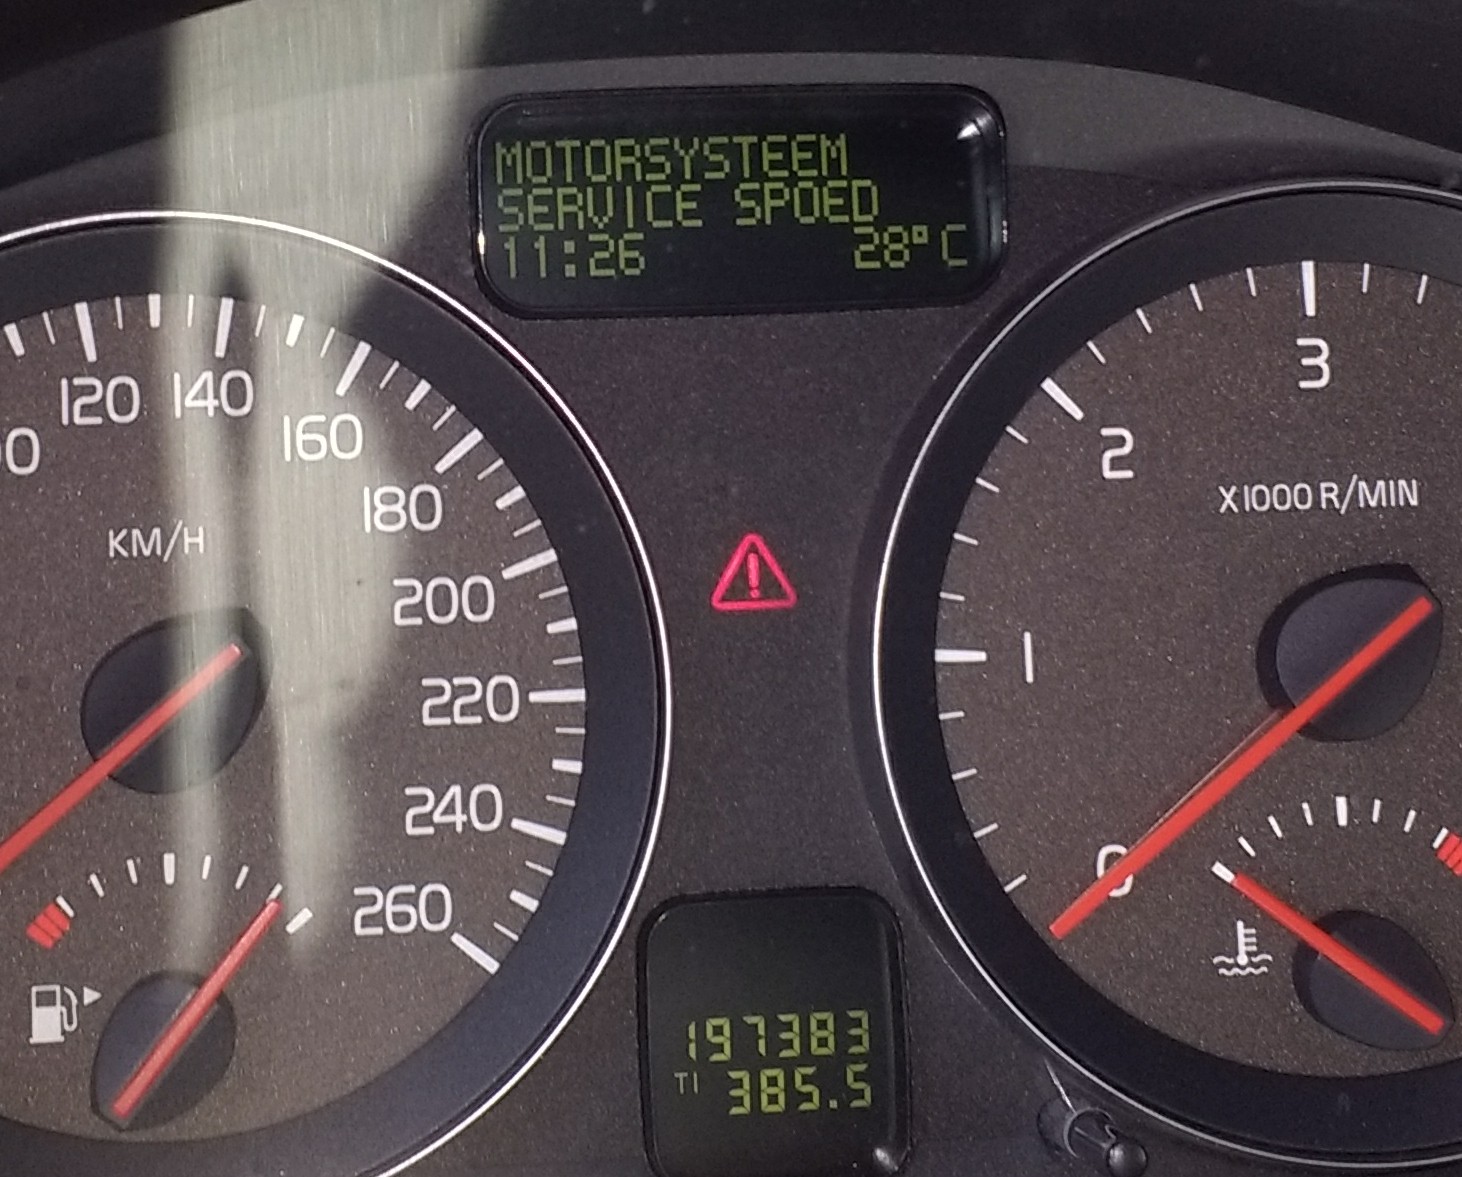 MOTORSYSTEEM
SERVICE SPOED
11:26 28°C
120
140
160
180
200
220
240
260
KM/H
3
2
1
0
X1000 R/MIN
197383
T1 385.5